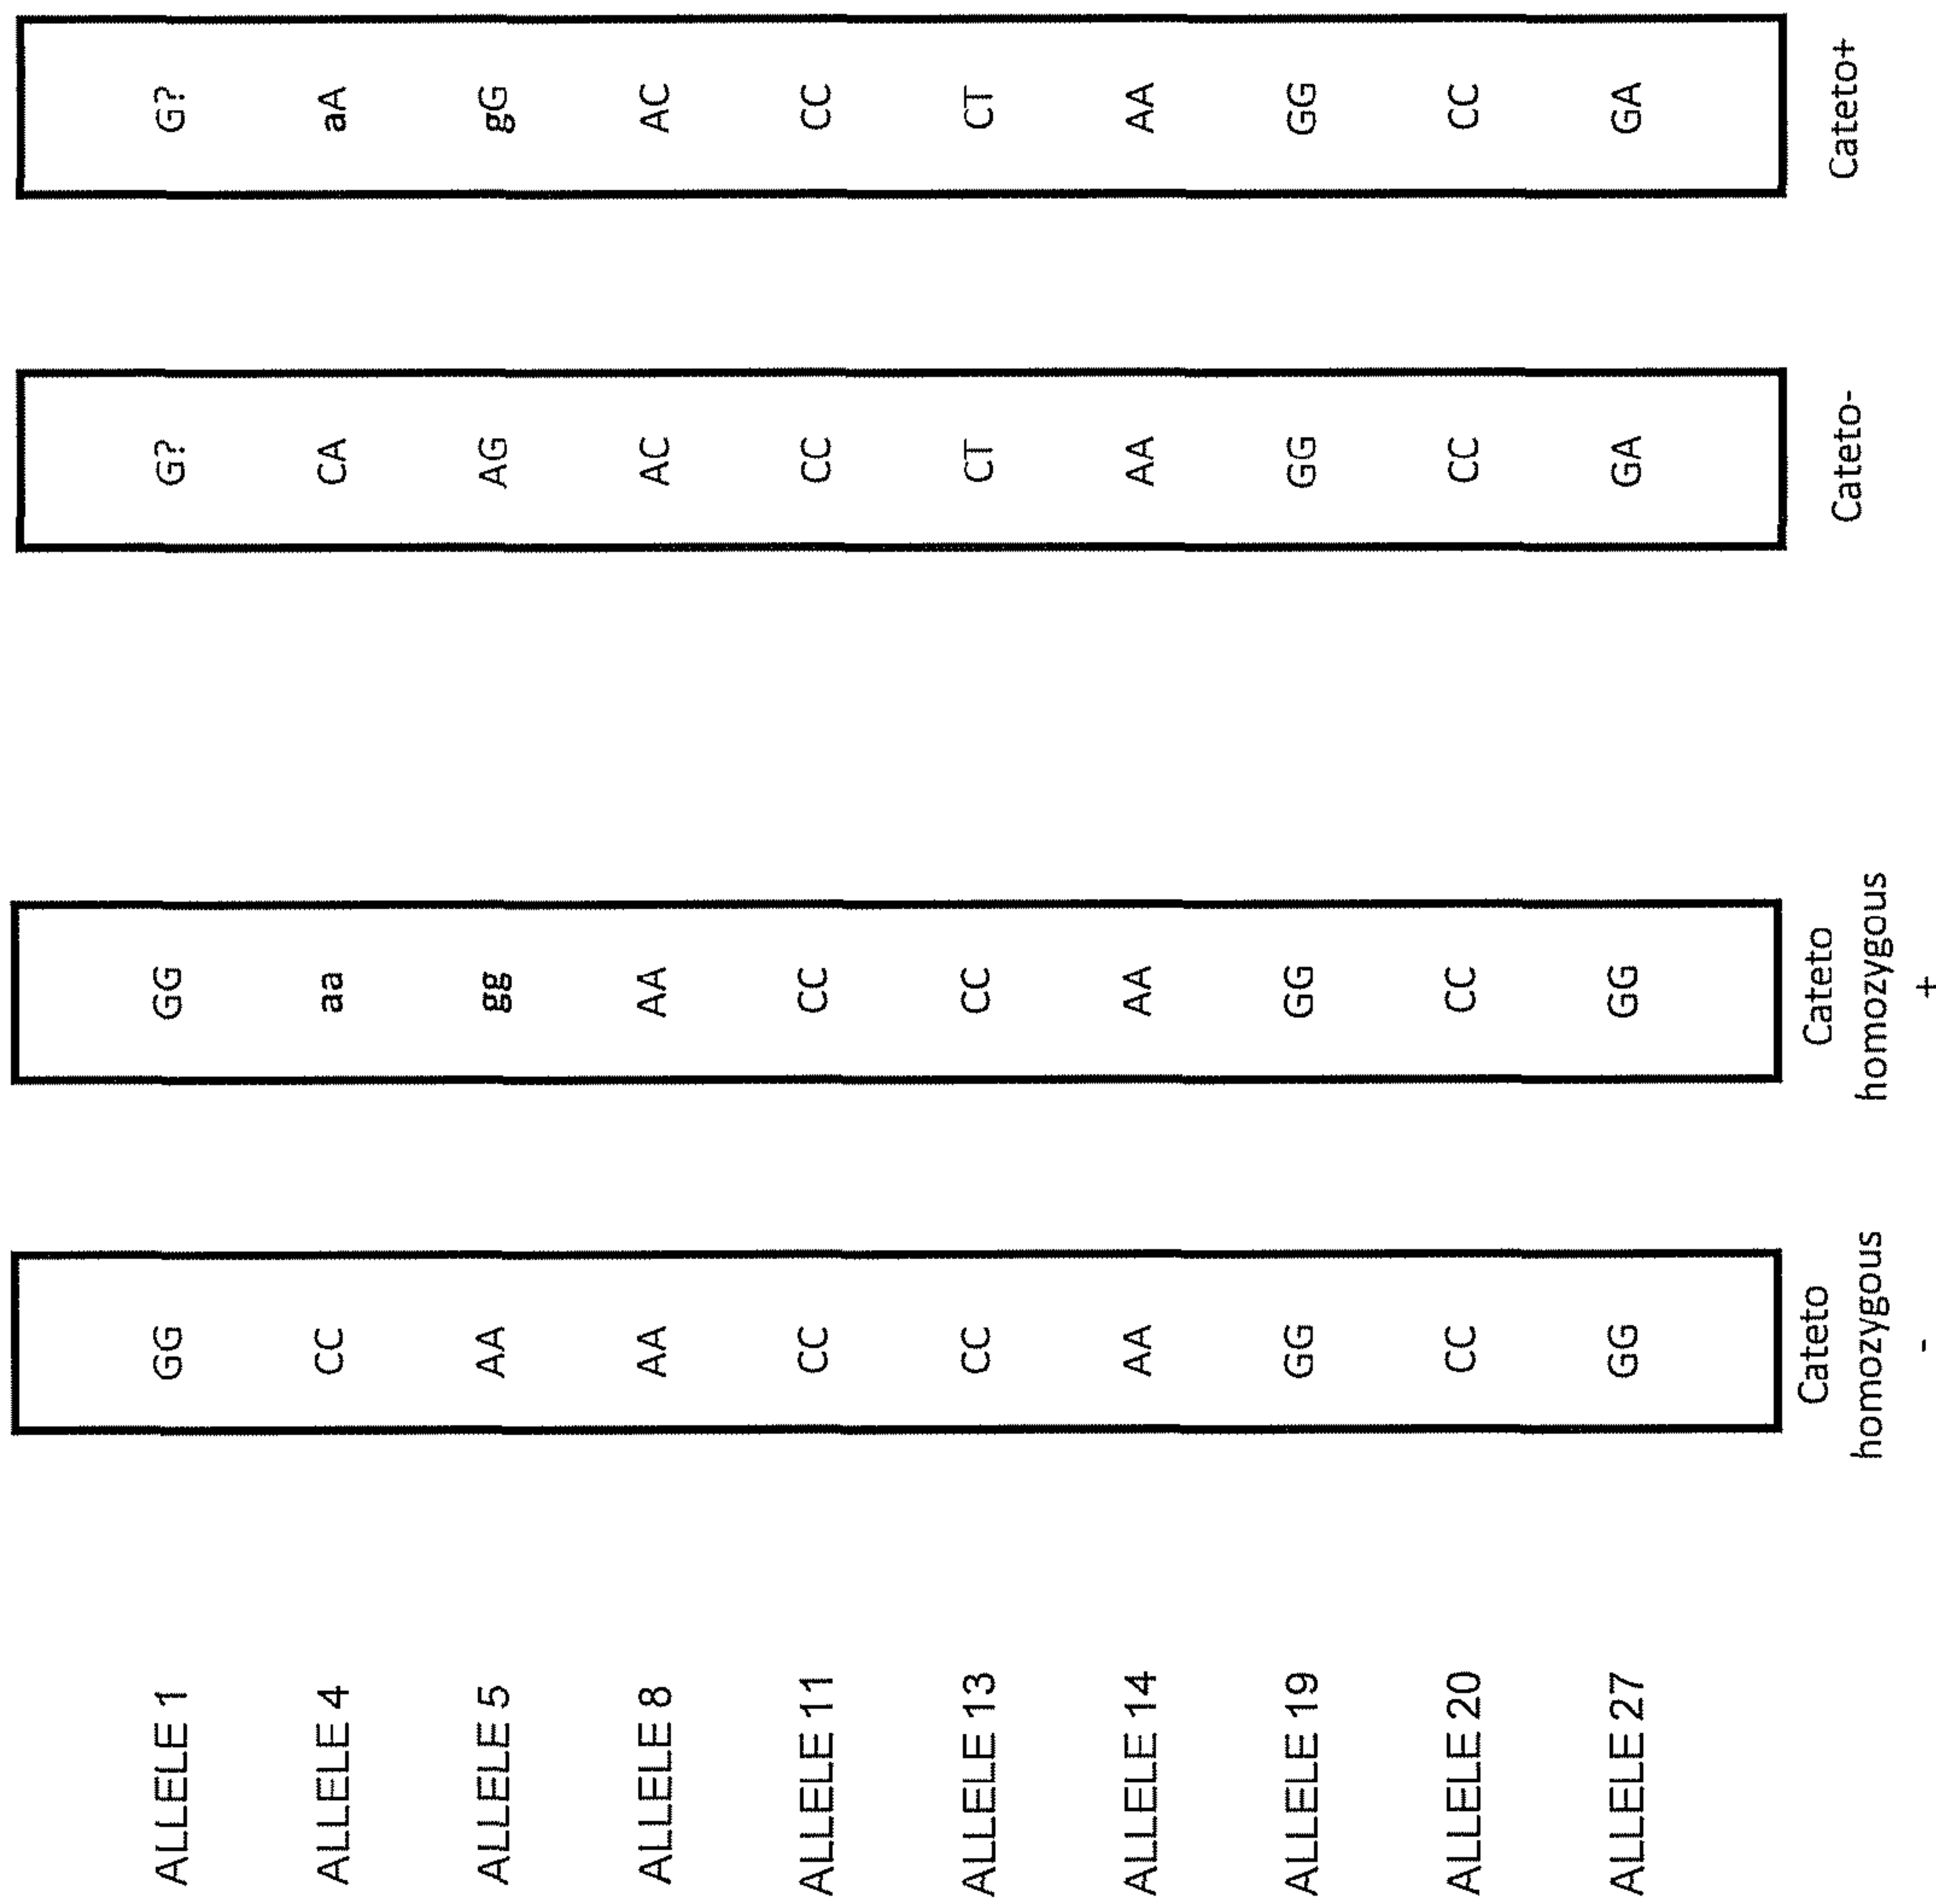 ALLELE 1 GG GG G? G?
ALLELE 4 CC aa CA aA
ALLELE 5 AA gg AG gG
ALLELE 8 AA AA AC AC
ALLELE 11 CC CC CC CC
ALLELE 13 CC CC CT CT
ALLELE 14 AA AA AA AA
ALLELE 19 GG GG GG GG
ALLELE 20 CC CC CC CC
ALLELE 27 GG GG GA GA
Cateto
homozygous
-
Cateto
homozygous
+
Cateto-
Cateto+